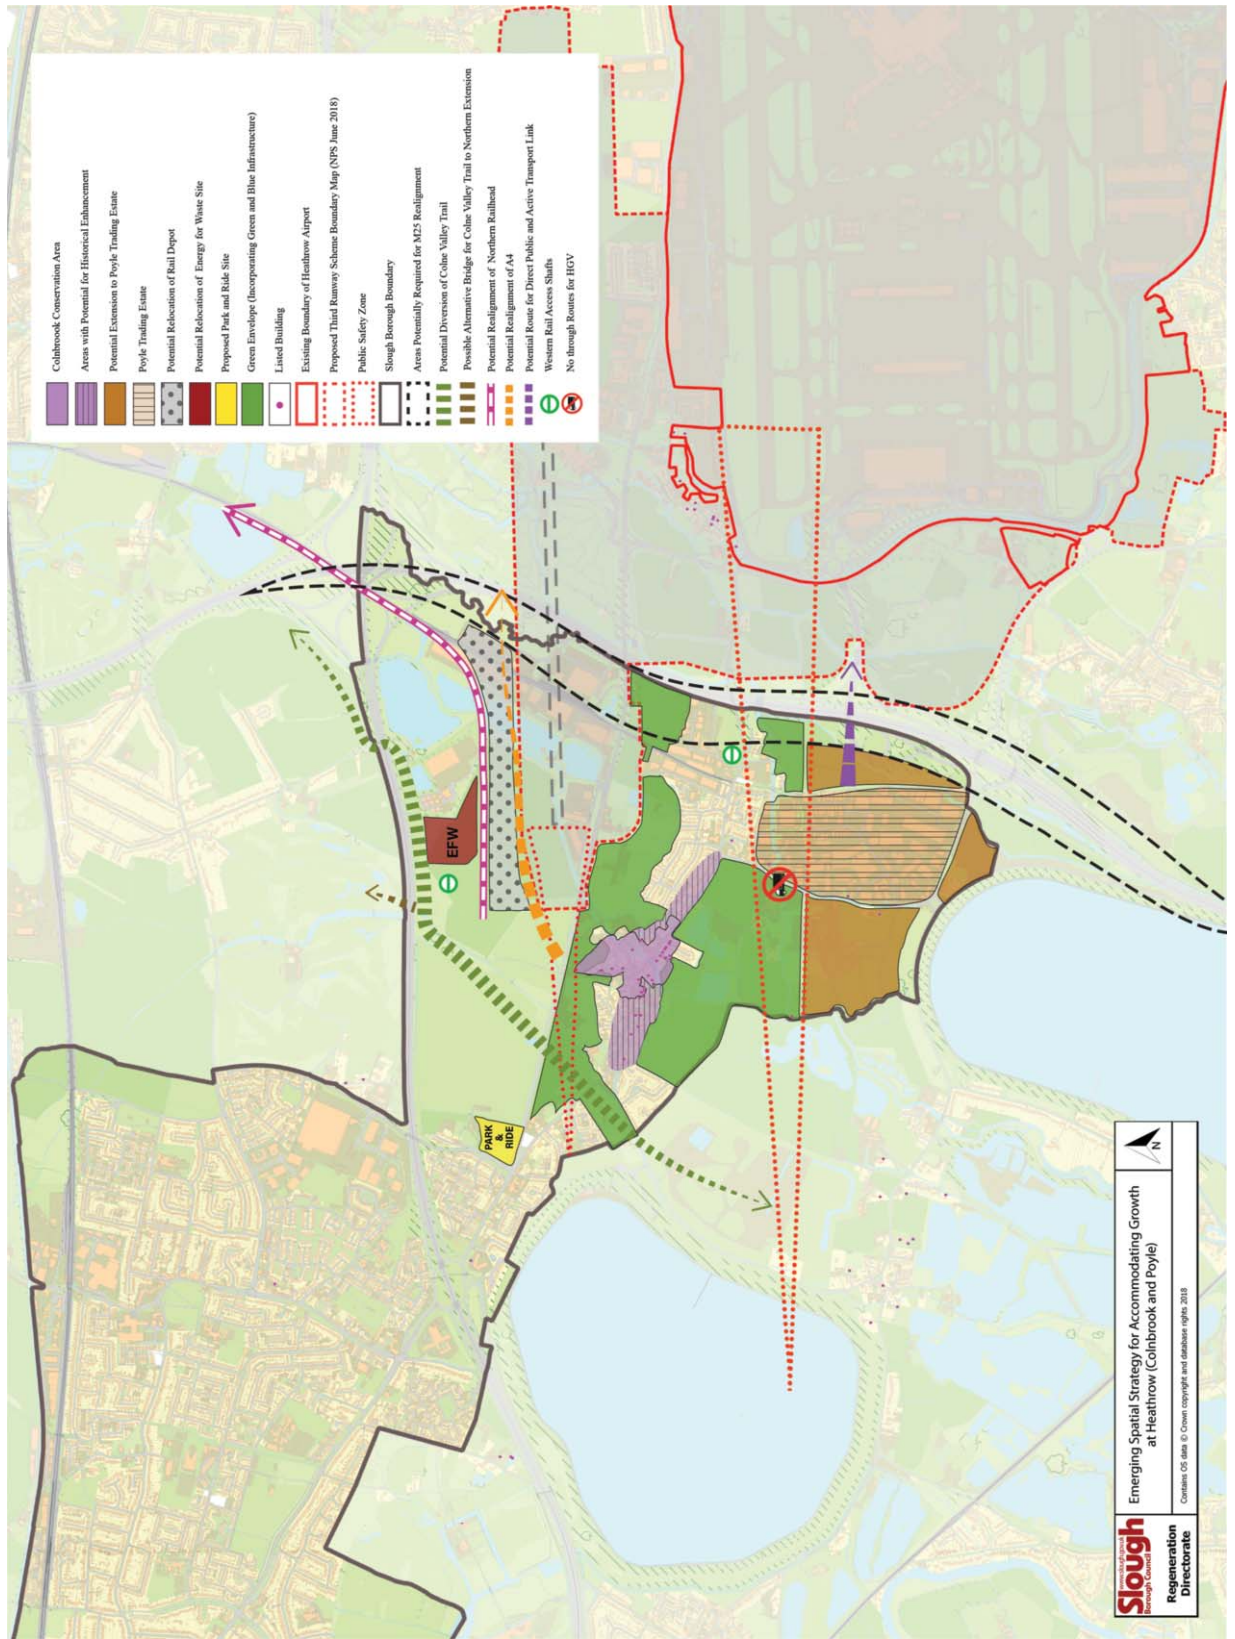 Colnbroook Conservation Area
Areas with Potential for Historical Enhancement
Potential Extension to Poyle Trading Estate
Poyle Trading Estate
Potential Relocation of Rail Depot
Potential Relocation of Energy for Waste Site
Proposed Park and Ride Site
Green Envelope (Incorporating Green and Blue Infrastructure)
Listed Building
Existing Boundary of Heathrow Airport
Proposed Third Runway Scheme Boundary Map (NPS June 2018)
Public Safety Zone
Slough Borough Boundary
Areas Potentially Required for M25 Realignment
Potential Diversion of Colne Valley Trail
Possible Alternative Bridge for Colne Valley Trail to Northern Extension
Potential Realignment of Northern Railhead
Potential Realignment of A4
Potential Route for Direct Public and Active Transport Link
Western Rail Access Shafts
No through Routes for HGV
EFW
PARK
&
RIDE
Slough
Borough Council
www.slough.gov.uk
Regeneration
Directorate
Emerging Spatial Strategy for Accommodating Growth
at Heathrow (Colnbrook and Poyle)
Contains OS data © Crown copyright and database rights 2018
N